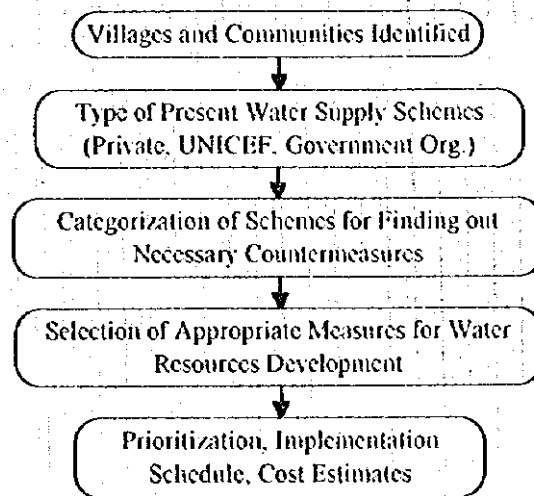 Villages and Communities Identified
Type of Present Water Supply Schemes
(Private, UNICEF, Government Org.)
Categorization of Schemes for Finding out
Necessary Countermeasures
Selection of Appropriate Measures for Water
Resources Development
Prioritization, Implementation
Schedule, Cost Estimates